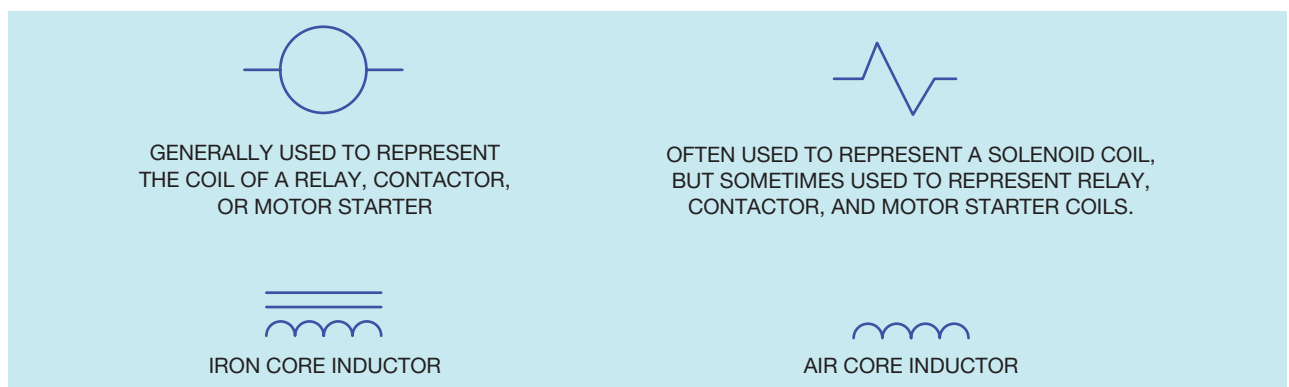 GENERALLY USED TO REPRESENT
THE COIL OF A RELAY, CONTACTOR,
OR MOTOR STARTER
OFTEN USED TO REPRESENT A SOLENOID COIL,
BUT SOMETIMES USED TO REPRESENT RELAY,
CONTACTOR, AND MOTOR STARTER COILS.
IRON CORE INDUCTOR
AIR CORE INDUCTOR